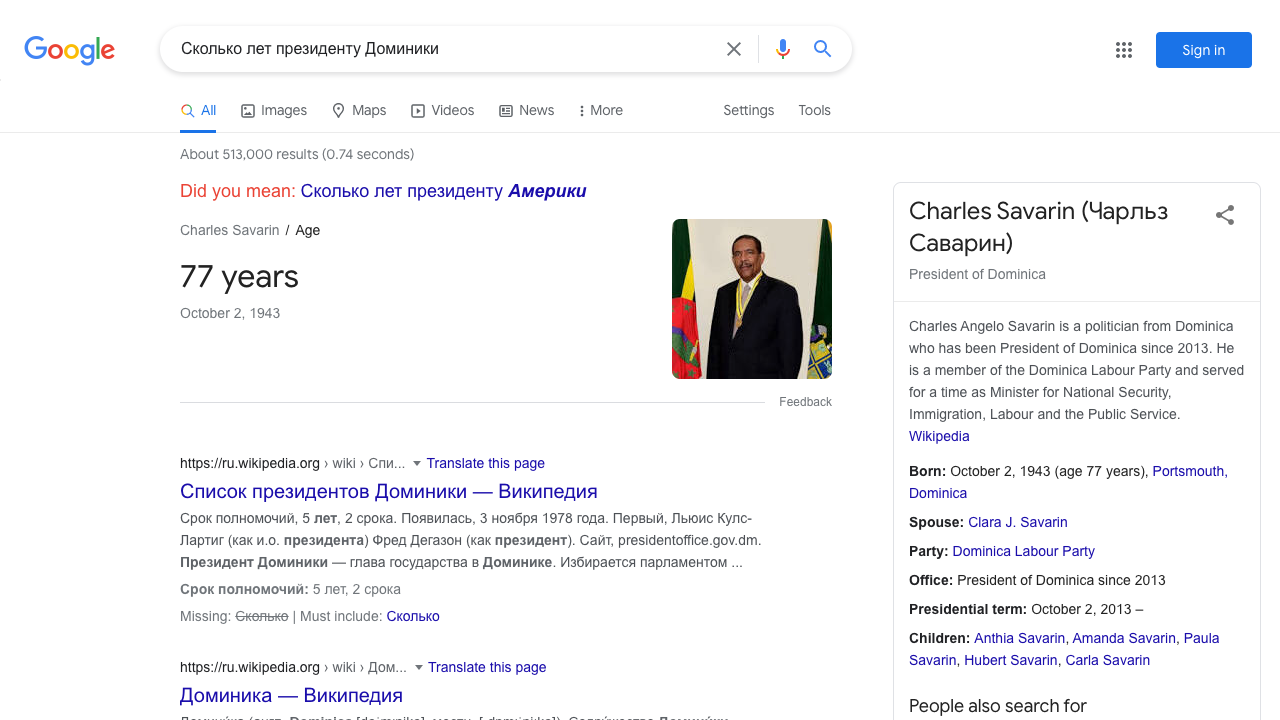 Google
Сколько лет президенту Доминики
Sign in
All
Images
Maps
Videos
News
More
Settings
Tools
About 513,000 results (0.74 seconds)
Did you mean: Сколько лет президенту Америки
Charles Savarin / Age
77 years
October 2, 1943
Feedback
https://ru.wikipedia.org › wiki › Спи... Translate this page
Список президентов Доминики — Википедия
Срок полномочий, 5 лет, 2 срока. Появилась, 3 ноября 1978 года. Первый, Льюис Кулс-
Лартиг (как и.о. президента) Фред Дегазон (как президент). Сайт, presidentoffice.gov.dm.
Президент Доминики — глава государства в Доминике. Избирается парламентом ...
Срок полномочий: 5 лет, 2 срока
Missing: Сколько | Must include: Сколько
https://ru.wikipedia.org › wiki › Дом... Translate this page
Доминика — Википедия
Charles Savarin (Чарльз
Саварин)
President of Dominica
Charles Angelo Savarin is a politician from Dominica
who has been President of Dominica since 2013. He
is a member of the Dominica Labour Party and served
for a time as Minister for National Security,
Immigration, Labour and the Public Service.
Wikipedia
Born: October 2, 1943 (age 77 years), Portsmouth,
Dominica
Spouse: Clara J. Savarin
Party: Dominica Labour Party
Office: President of Dominica since 2013
Presidential term: October 2, 2013 –
Children: Anthia Savarin, Amanda Savarin, Paula
Savarin, Hubert Savarin, Carla Savarin
People also search for